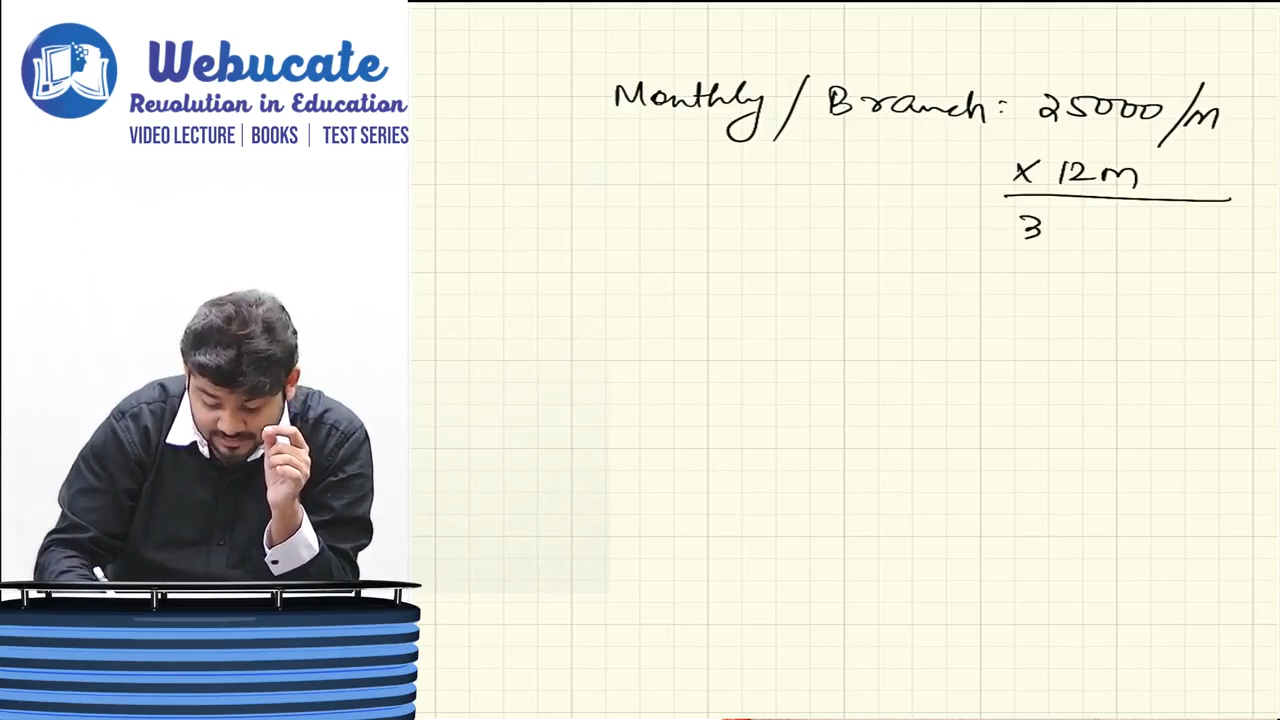 Webucate
Revolution in Education
VIDEO LECTURE | BOOKS | TEST SERIES
Monthly / Branch: 25000/m
x 12m
3